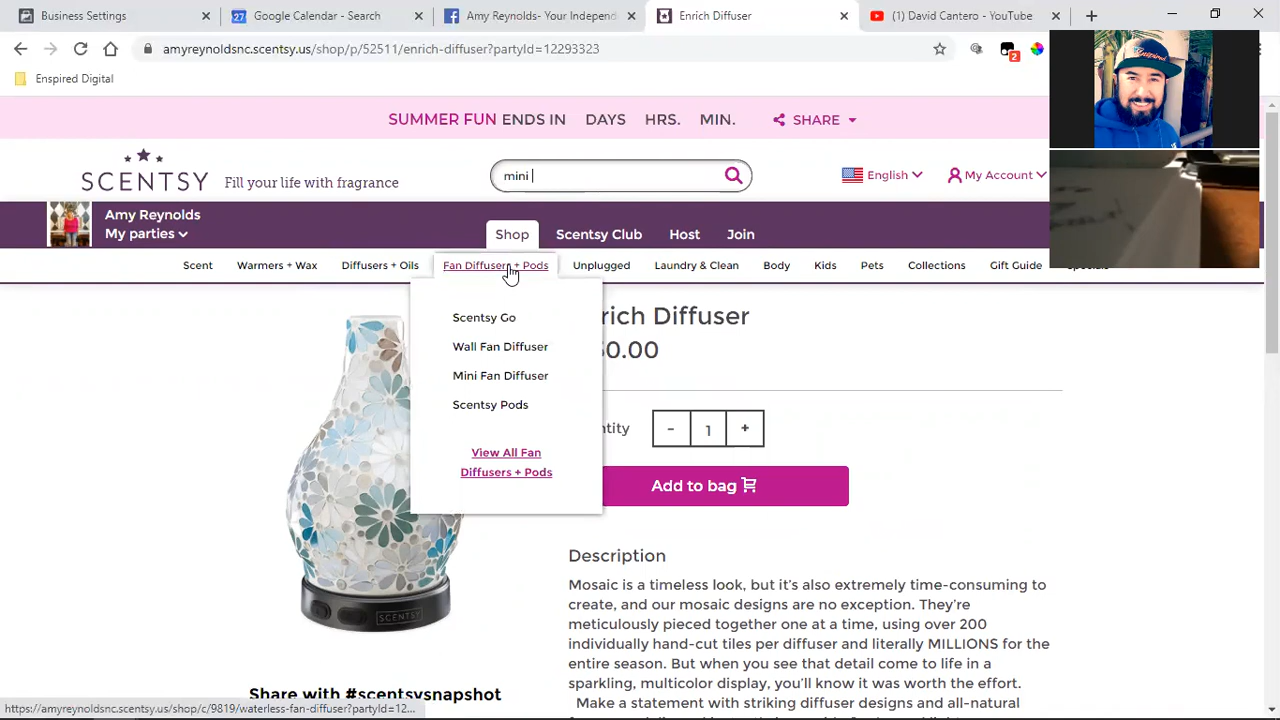 Business Settings
Google Calendar - Sunday
Amy Reynolds - Your Independ
Enrich Diffuser
(1) David Cantero - YouTube
amyreynoldsnc.scentsy.us/shop/p/52511/enrich-diffuser?partyId=12293323
2
Enspired Digital
SUMMER FUN ENDS IN DAYS HRS. MIN. SHARE
SCENTSY Fill your life with fragrance
mini
English
My Account
Amy Reynolds
My parties
Shop Scentsy Club Host Join
Scent Warmers + Wax Diffusers + Oils Fan Diffusers + Pods Unplugged Laundry & Clean Body Kids Pets Collections Gift Guide
Scentsy Go
Wall Fan Diffuser
Mini Fan Diffuser
Scentsy Pods
View All Fan
Diffusers + Pods
rich Diffuser
0.00
ntity - 1 +
Add to bag
SCENTSY
Description
Mosaic is a timeless look, but it's also extremely time-consuming to
create, and our mosaic designs are no exception. They're
meticulously pieced together one at a time, using over 200
individually hand-cut tiles per diffuser and literally MILLIONS for the
entire season. But when you see that detail come to life in a
sparkling, multicolor display, you'll know it was worth the effort.
Make a statement with striking diffuser designs and all-natural
Share with #scentsysnapshot
https://amyreynoldsnc.scentsy.us/shop/c/9819/waterless-fan-diffuser?partyId=12...